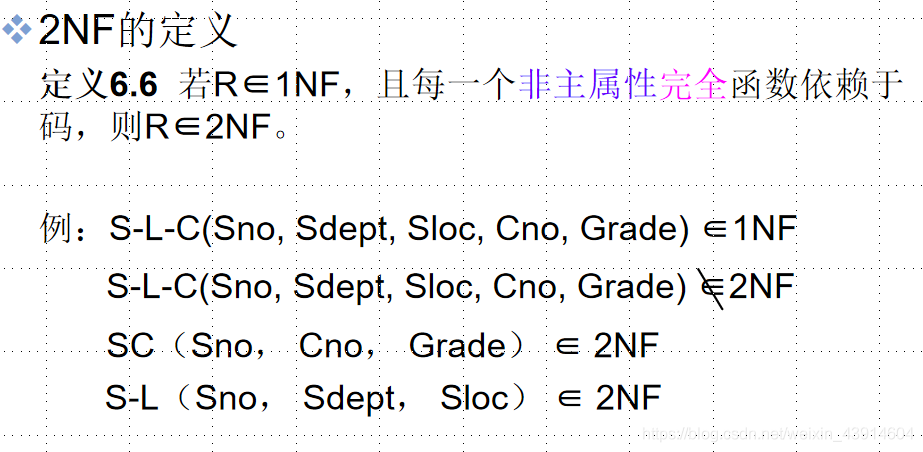 2NF的定义
定义6.6 若R∈1NF，且每一个非主属性完全函数依赖于
码，则R∈2NF。
例：S-L-C(Sno, Sdept, Sloc, Cno, Grade) ∈1NF
S-L-C(Sno, Sdept, Sloc, Cno, Grade) ∉2NF
SC（Sno， Cno， Grade） ∈ 2NF
S-L（Sno， Sdept， Sloc） ∈ 2NF
https://blog.csdn.net/weixin_43914604